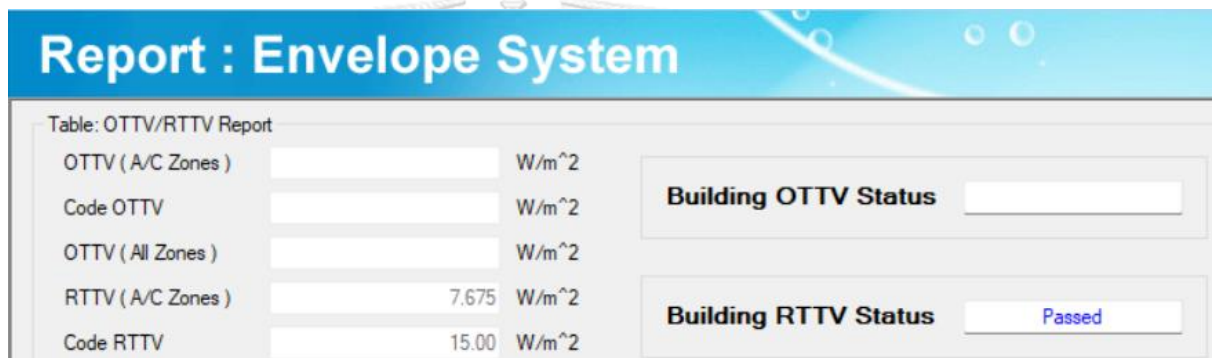 Report : Envelope System
Table: OTTV/RTTV Report
OTTV ( A/C Zones ) W/m^2
Code OTTV W/m^2
Building OTTV Status
OTTV ( All Zones ) W/m^2
RTTV ( A/C Zones ) 7.675 W/m^2
Building RTTV Status Passed
Code RTTV 15.00 W/m^2